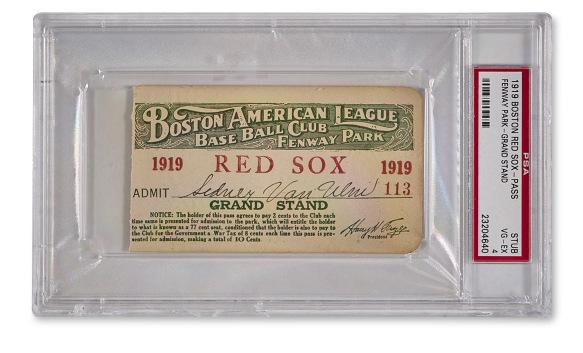 BOSTON AMERICAN LEAGUE
BASE BALL CLUB
FENWAY PARK
1919 RED SOX 1919
ADMIT Sidney Van Ulm 113
GRAND STAND
NOTICE: The holder of this pass agrees to pay 2 cents to the Club each
time same is presented for admission to the park, which will entitle the holder
to what is known as a 77 cent seat, conditioned that the holder is also to pay to
the Club for the Government a War Tax of 8 cents each time this pass is pre-
sented for admission, making a total of 10 Cents.
Harry H. Frazee
President
PSA
1919 BOSTON RED SOX - PASS
FENWAY PARK - GRAND STAND
STUB 4
VG-EX
23204640